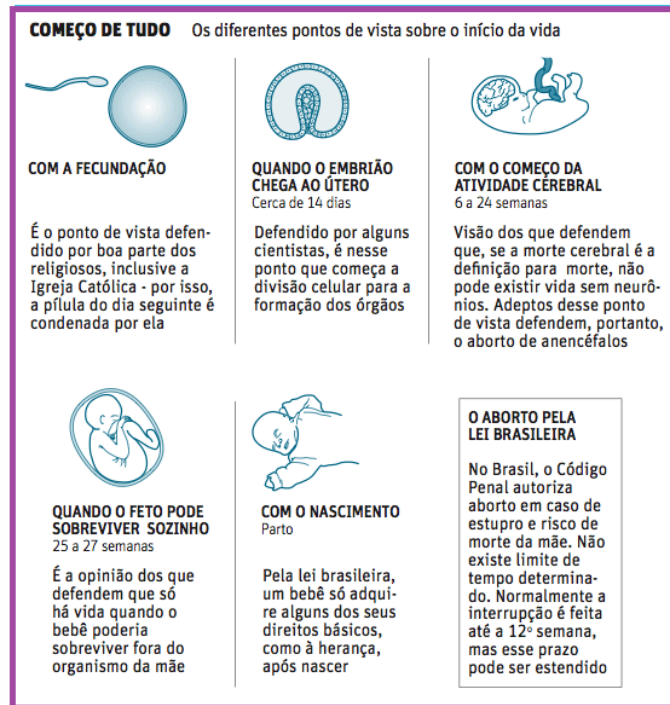 COMEÇO DE TUDO Os diferentes pontos de vista sobre o início da vida
COM A FECUNDAÇÃO
É o ponto de vista defen-
dido por boa parte dos
religiosos, inclusive a
Igreja Católica - por isso,
a pílula do dia seguinte é
condenada por ela
QUANDO O EMBRIÃO
CHEGA AO ÚTERO
Cerca de 14 dias
Defendido por alguns
cientistas, é nesse
ponto que começa a
divisão celular para a
formação dos órgãos
COM O COMEÇO DA
ATIVIDADE CEREBRAL
6 a 24 semanas
Visão dos que defendem
que, se a morte cerebral é a
definição para morte, não
pode existir vida sem neurô-
nios. Adeptos desse ponto
de vista defendem, portanto,
o aborto de anencéfalos
QUANDO O FETO PODE
SOBREVIVER SOZINHO
25 a 27 semanas
É a opinião dos que
defendem que só
há vida quando o
bebê poderia
sobreviver fora do
organismo da mãe
COM O NASCIMENTO
Parto
Pela lei brasileira,
um bebê só adqui-
re alguns dos seus
direitos básicos,
como à herança,
após nascer
O ABORTO PELA
LEI BRASILEIRA
No Brasil, o Código
Penal autoriza
aborto em caso de
estupro e risco de
morte da mãe. Não
existe limite de
tempo determina-
do. Normalmente a
interrupção é feita
até a 12º semana,
mas esse prazo
pode ser estendido